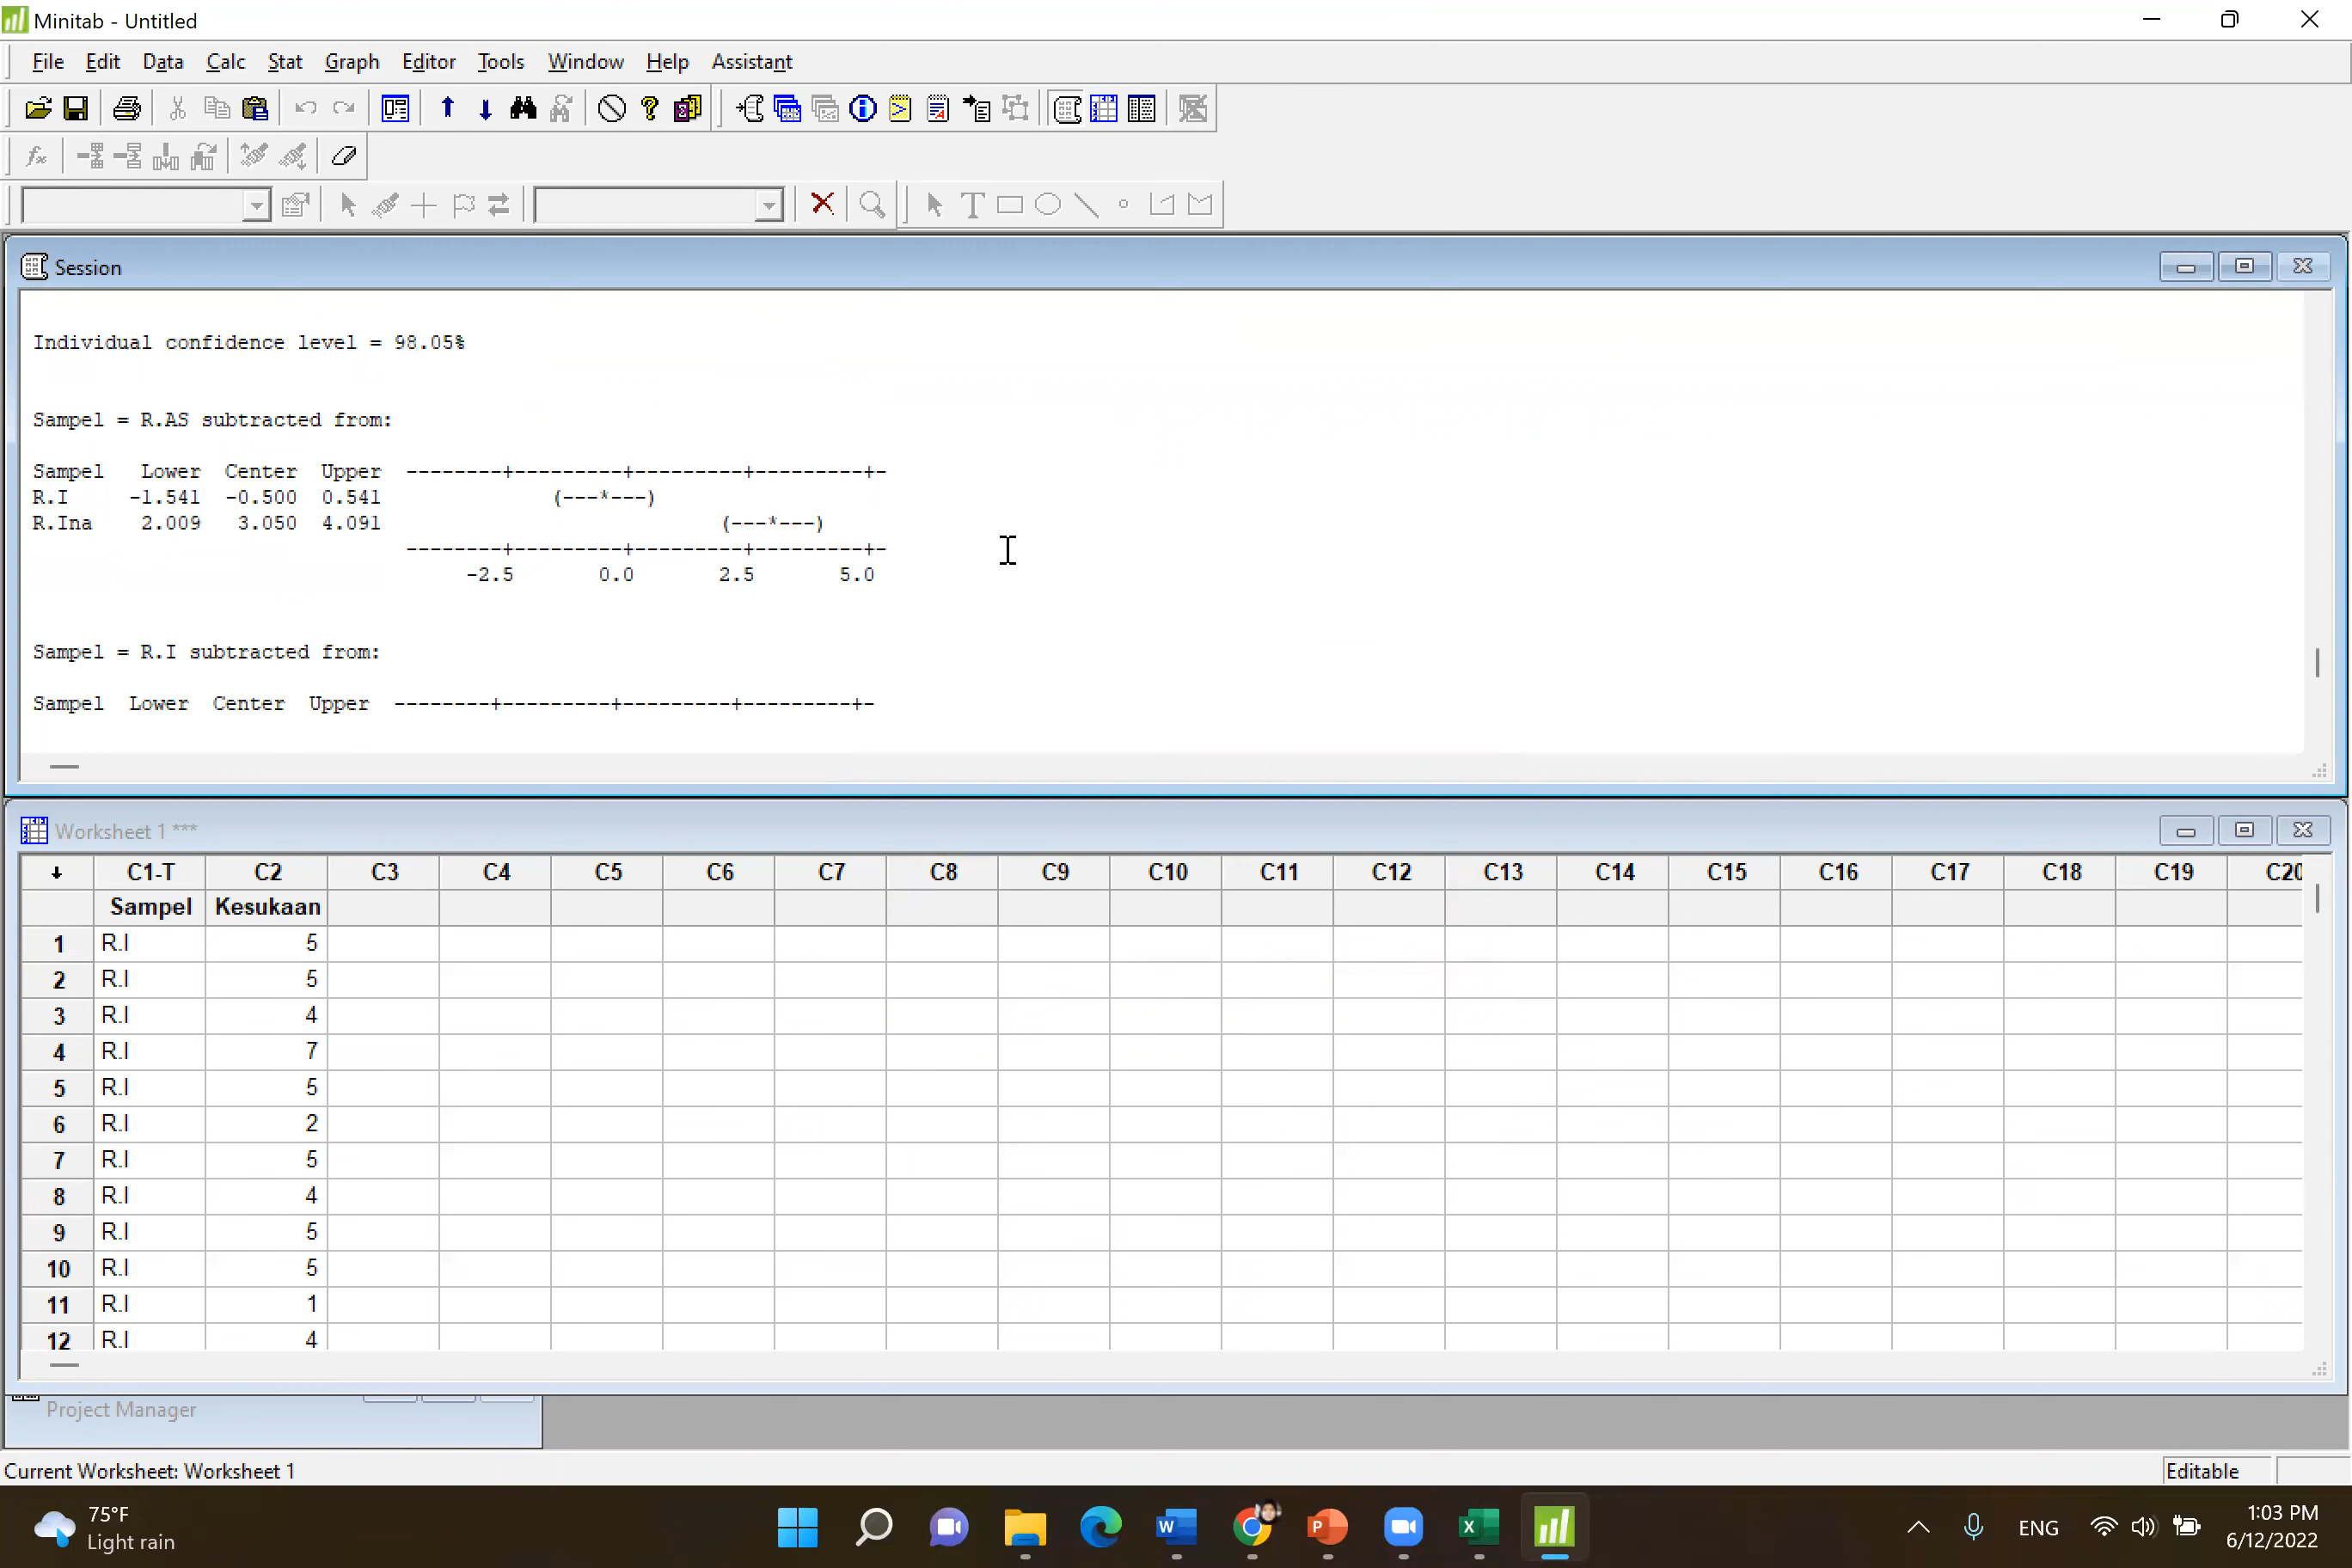 Minitab - Untitled
File Edit Data Calc Stat Graph Editor Tools Window Help Assistant
Session
Individual confidence level = 98.05%
Sampel = R.AS subtracted from:
Sampel Lower Center Upper --------+---------+---------+---------+-
R.I -1.541 -0.500 0.541 (---*---)
R.Ina 2.009 3.050 4.091 (---*---)
--------+---------+---------+---------+-
-2.5 0.0 2.5 5.0
Sampel = R.I subtracted from:
Sampel Lower Center Upper --------+---------+---------+---------+-
Worksheet 1 ***
C1-T C2 C3 C4 C5 C6 C7 C8 C9 C10 C11 C12 C13 C14 C15 C16 C17 C18 C19 C20
Sampel Kesukaan
1 R.I 5
2 R.I 5
3 R.I 4
4 R.I 7
5 R.I 5
6 R.I 2
7 R.I 5
8 R.I 4
9 R.I 5
10 R.I 5
11 R.I 1
12 R.I 4
Project Manager
Current Worksheet: Worksheet 1 Editable
75°F
Light rain
ENG
1:03 PM
6/12/2022